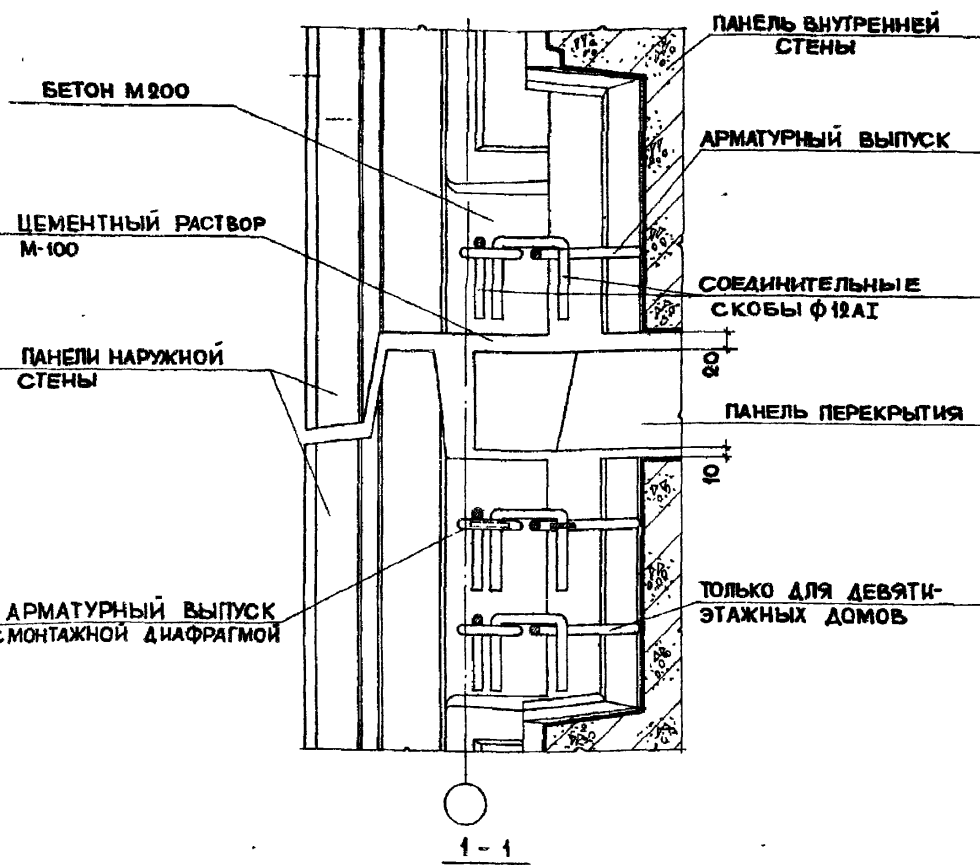 ПАНЕЛЬ ВНУТРЕННЕЙ
СТЕНЫ
БЕТОН М200
АРМАТУРНЫЙ ВЫПУСК
ЦЕМЕНТНЫЙ РАСТВОР
М-100
СОЕДИНИТЕЛЬНЫЕ
СКОБЫ ϕ12АI
ПАНЕЛИ НАРУЖНОЙ
СТЕНЫ
20
ПАНЕЛЬ ПЕРЕКРЫТИЯ
10
АРМАТУРНЫЙ ВЫПУСК
С МОНТАЖНОЙ ДИАФРАГМОЙ
ТОЛЬКО ДЛЯ ДЕВЯТИ-
ЭТАЖНЫХ ДОМОВ
1-1